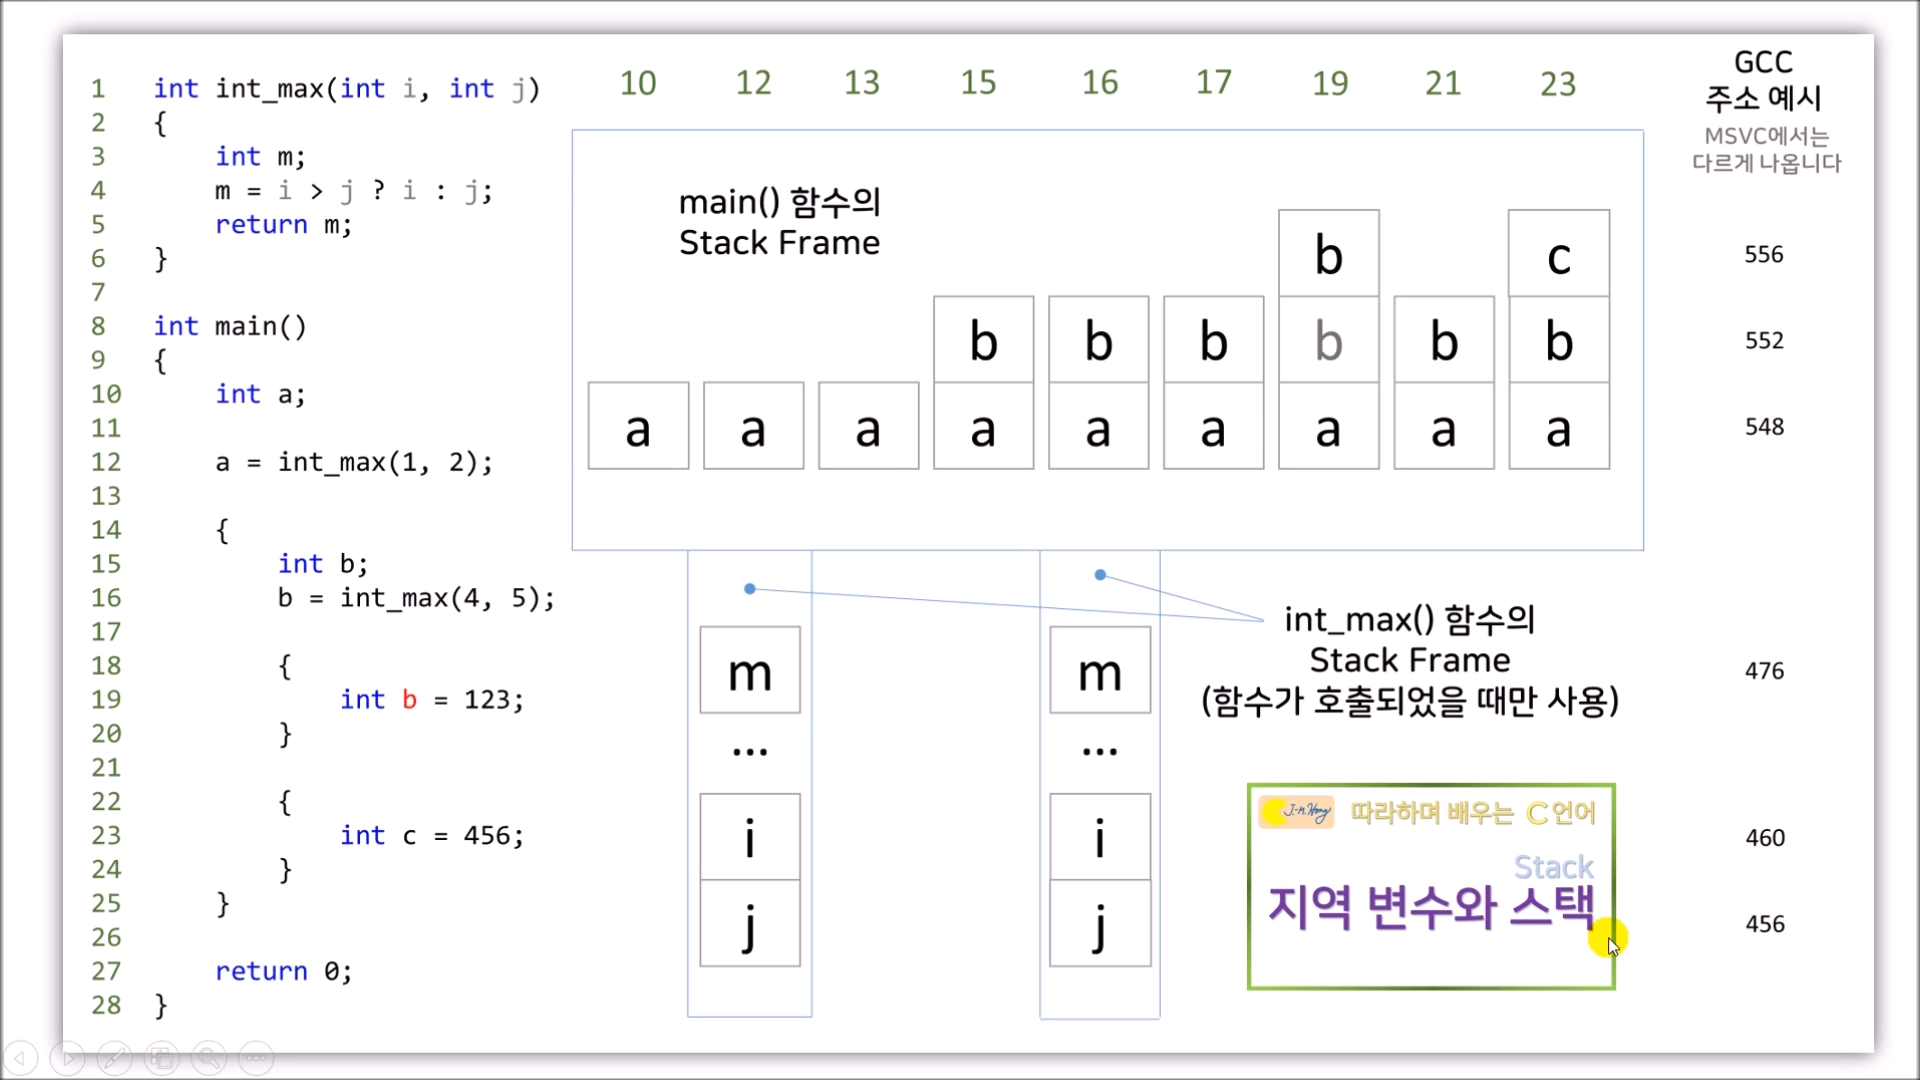 1 int int_max(int i, int j)
2 {
3 int m;
4 m = i > j ? i : j;
5 return m;
6 }
7
8 int main()
9 {
10 int a;
11
12 a = int_max(1, 2);
13
14 {
15 int b;
16 b = int_max(4, 5);
17
18 {
19 int b = 123;
20 }
21
22 {
23 int c = 456;
24 }
25 }
26
27 return 0;
28 }
10 12 13 15 16 17 19 21 23
main() 함수의
Stack Frame
b c
b b b b b b
a a a a a a a a a
m m
... ...
i i
j j
int_max() 함수의
Stack Frame
(함수가 호출되었을 때만 사용)
GCC
주소 예시
MSVC에서는
다르게 나옵니다
556
552
548
476
460
456
J-m.Hong 따라하며 배우는 C언어
Stack
지역 변수와 스택